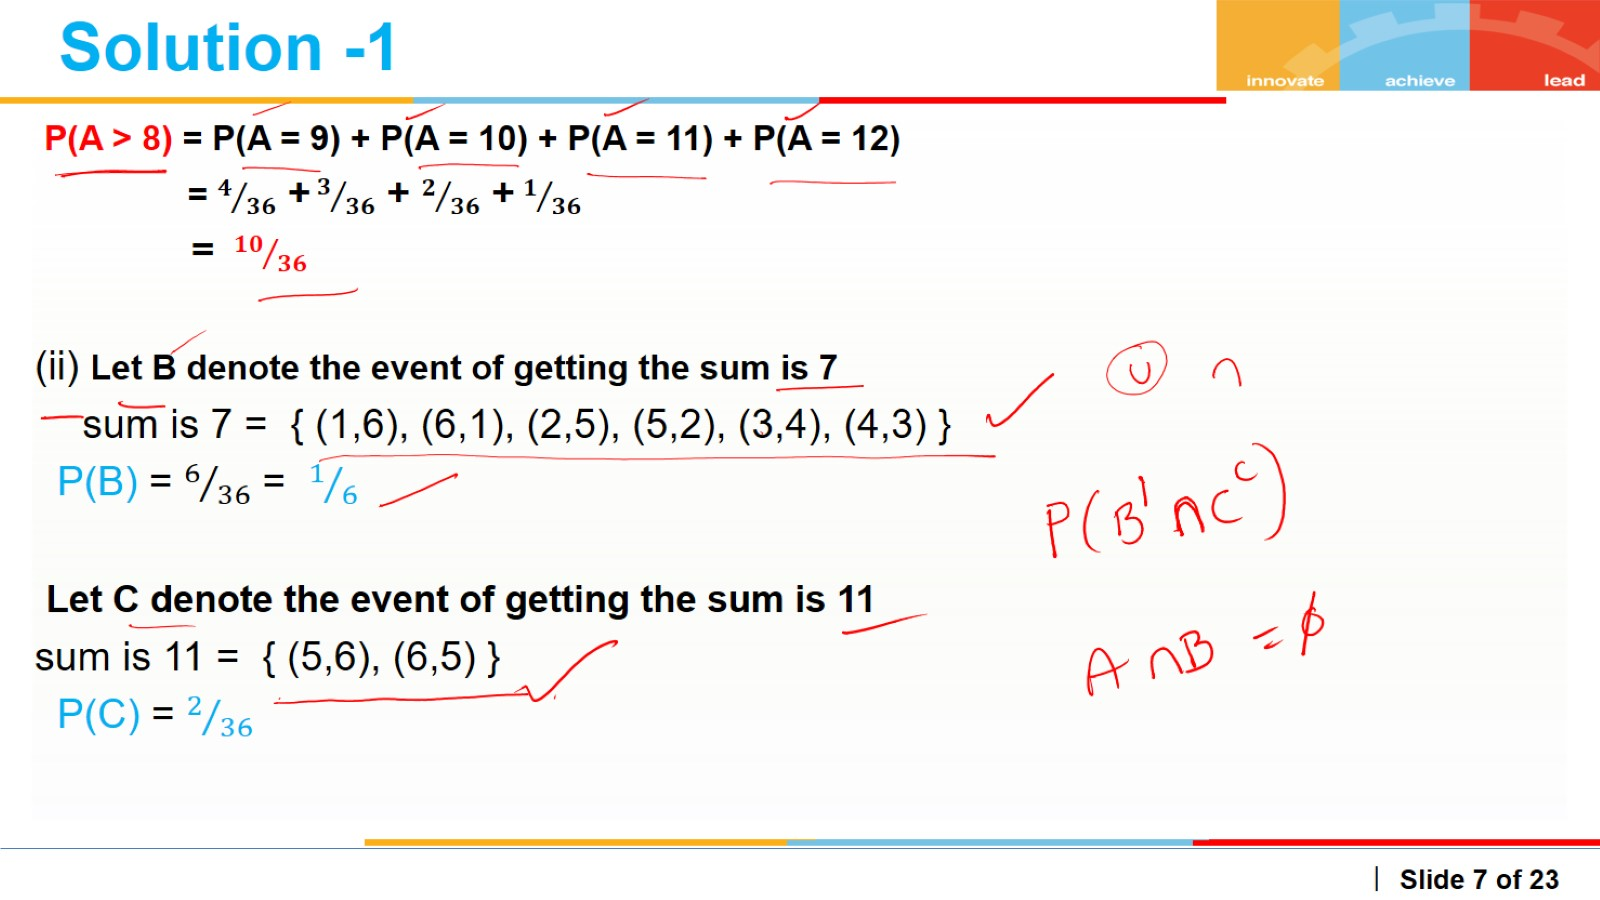 Solution -1
innovate achieve lead
P(A > 8) = P(A = 9) + P(A = 10) + P(A = 11) + P(A = 12)
= 4/36 + 3/36 + 2/36 + 1/36
= 10/36
(ii) Let B denote the event of getting the sum is 7
∪ ∩
sum is 7 = { (1,6), (6,1), (2,5), (5,2), (3,4), (4,3) }
P(B) = 6/36 = 1/6
P(B' ∩ C^c)
Let C denote the event of getting the sum is 11
sum is 11 = { (5,6), (6,5) }
A ∩ B = ϕ
P(C) = 2/36
| Slide 7 of 23